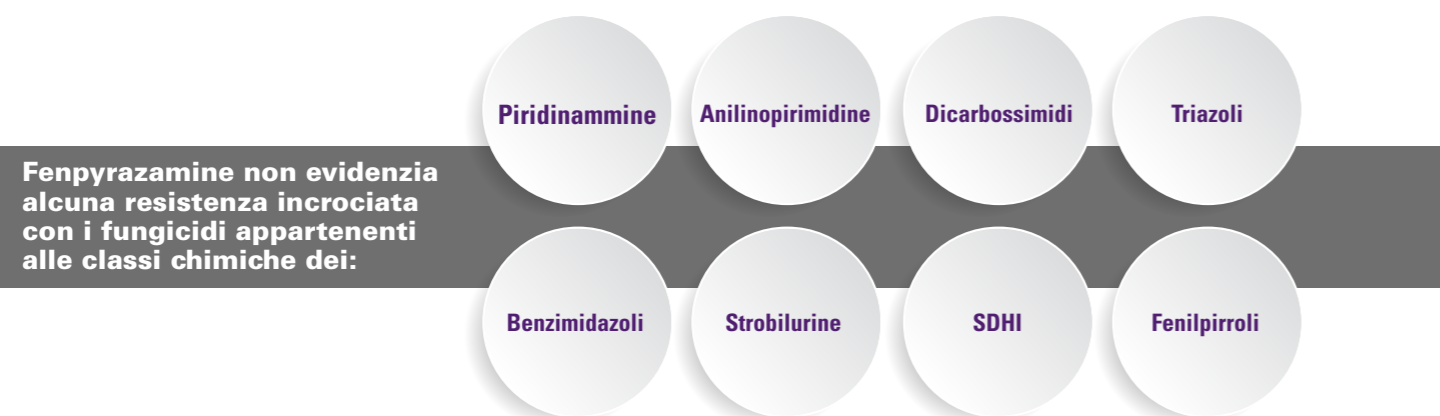 Fenpyrazamine non evidenzia
alcuna resistenza incrociata
con i fungicidi appartenenti
alle classi chimiche dei:
Piridinammine
Anilinopirimidine
Dicarbossimidi
Triazoli
Benzimidazoli
Strobilurine
SDHI
Fenilpirroli